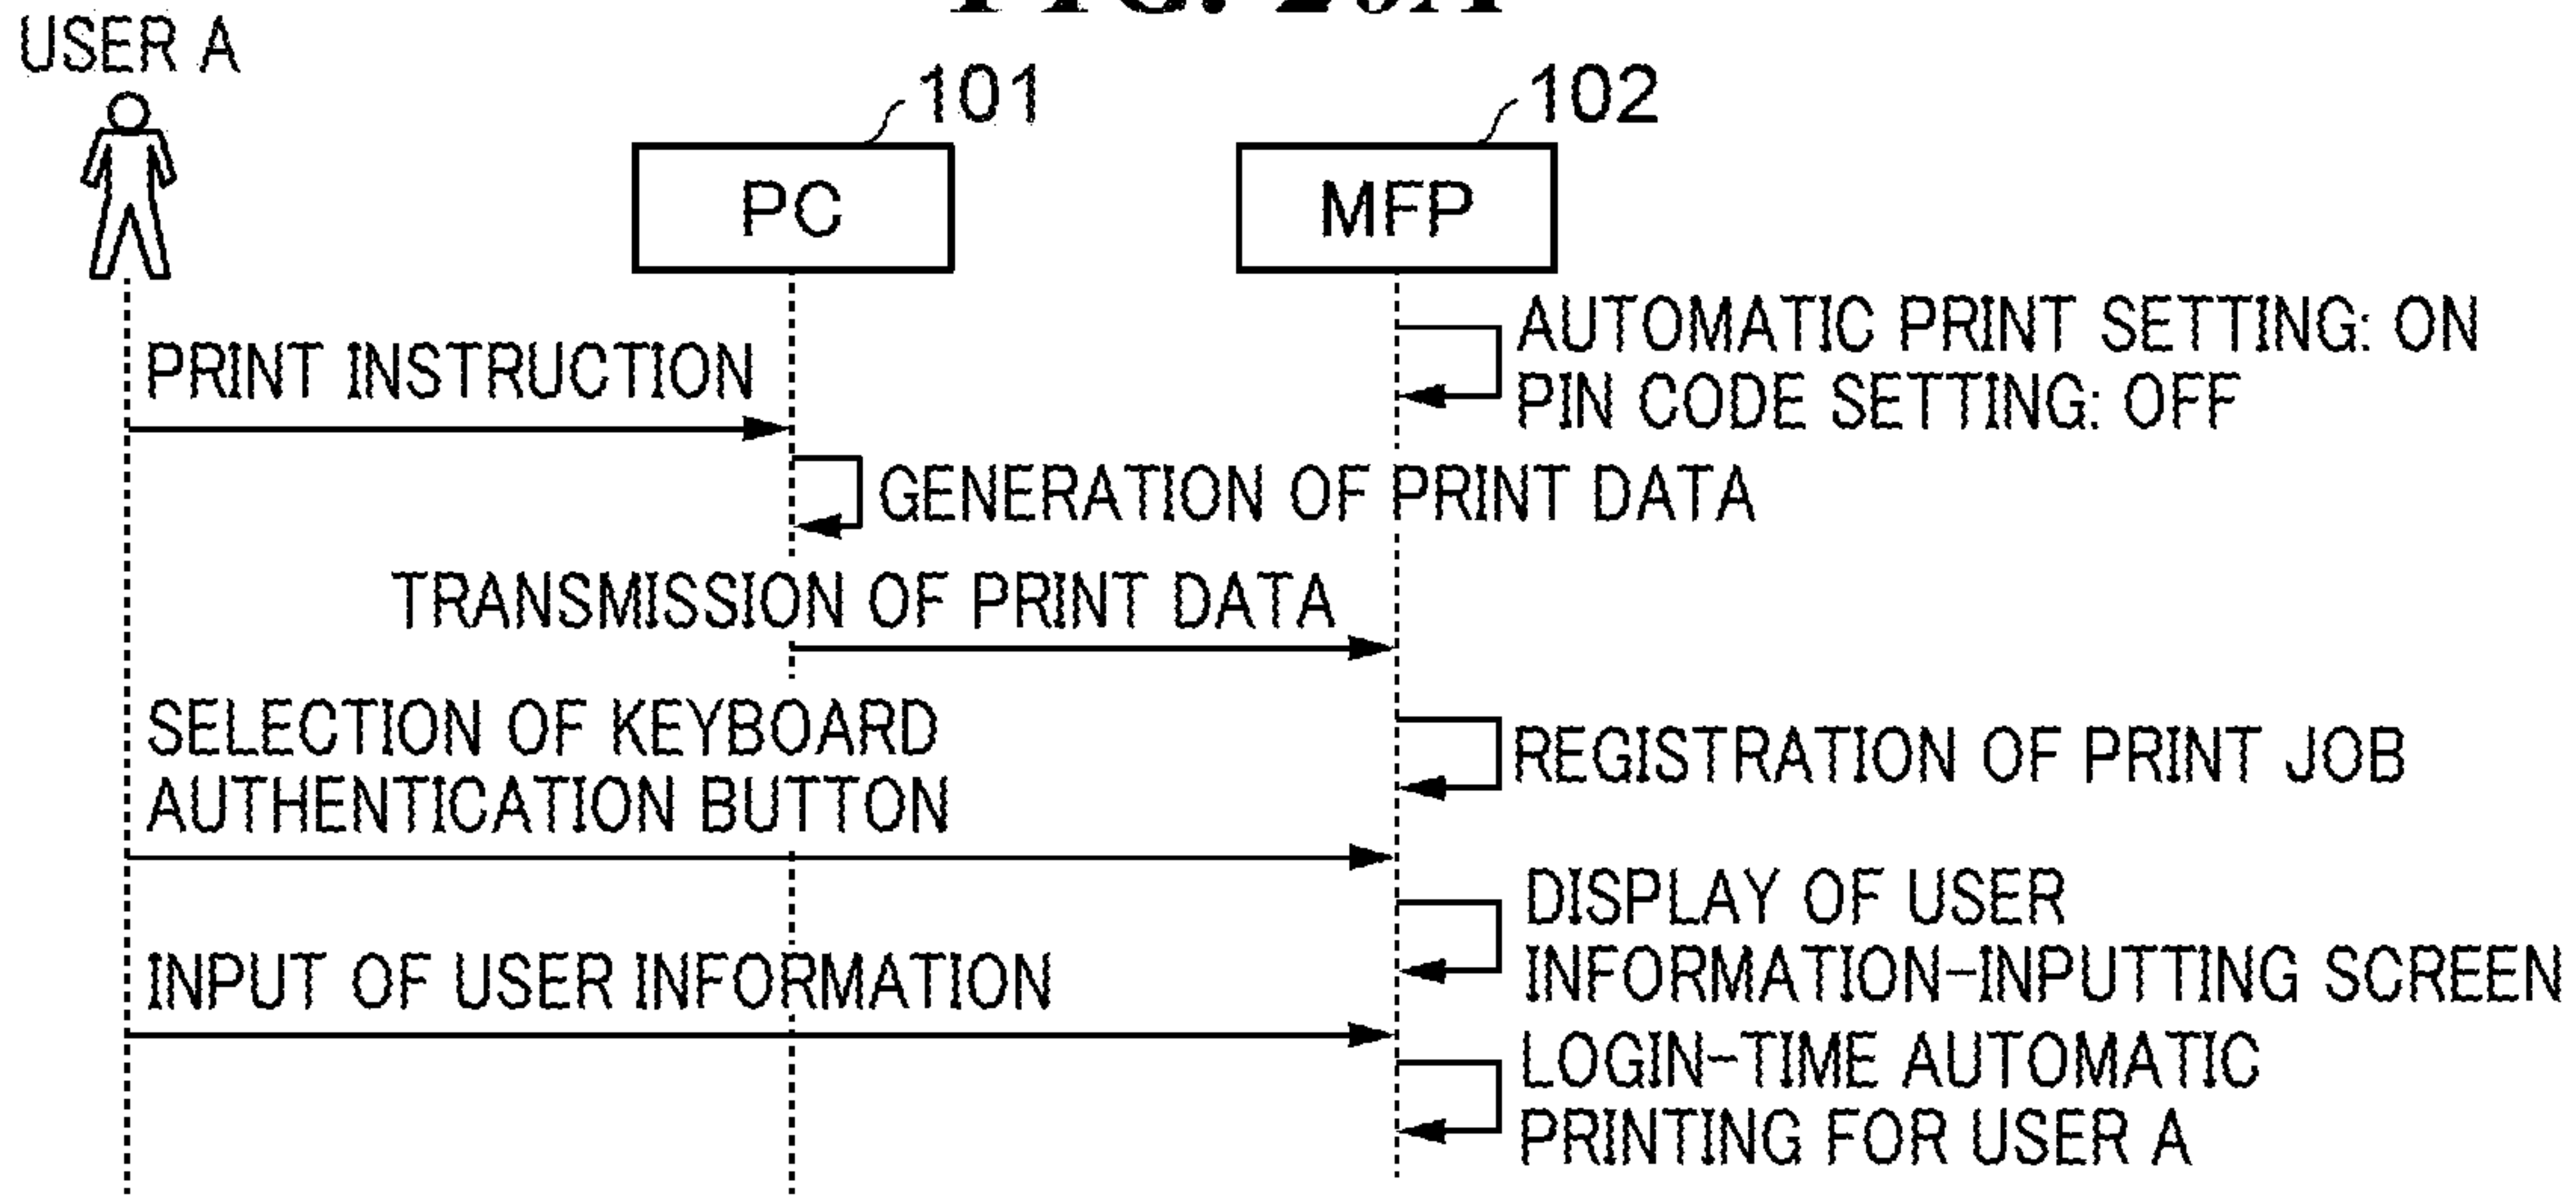 USER A
101
102
PC
MFP
AUTOMATIC PRINT SETTING: ON
PIN CODE SETTING: OFF
PRINT INSTRUCTION
GENERATION OF PRINT DATA
TRANSMISSION OF PRINT DATA
SELECTION OF KEYBOARD
AUTHENTICATION BUTTON
REGISTRATION OF PRINT JOB
DISPLAY OF USER
INFORMATION-INPUTTING SCREEN
INPUT OF USER INFORMATION
LOGIN-TIME AUTOMATIC
PRINTING FOR USER A